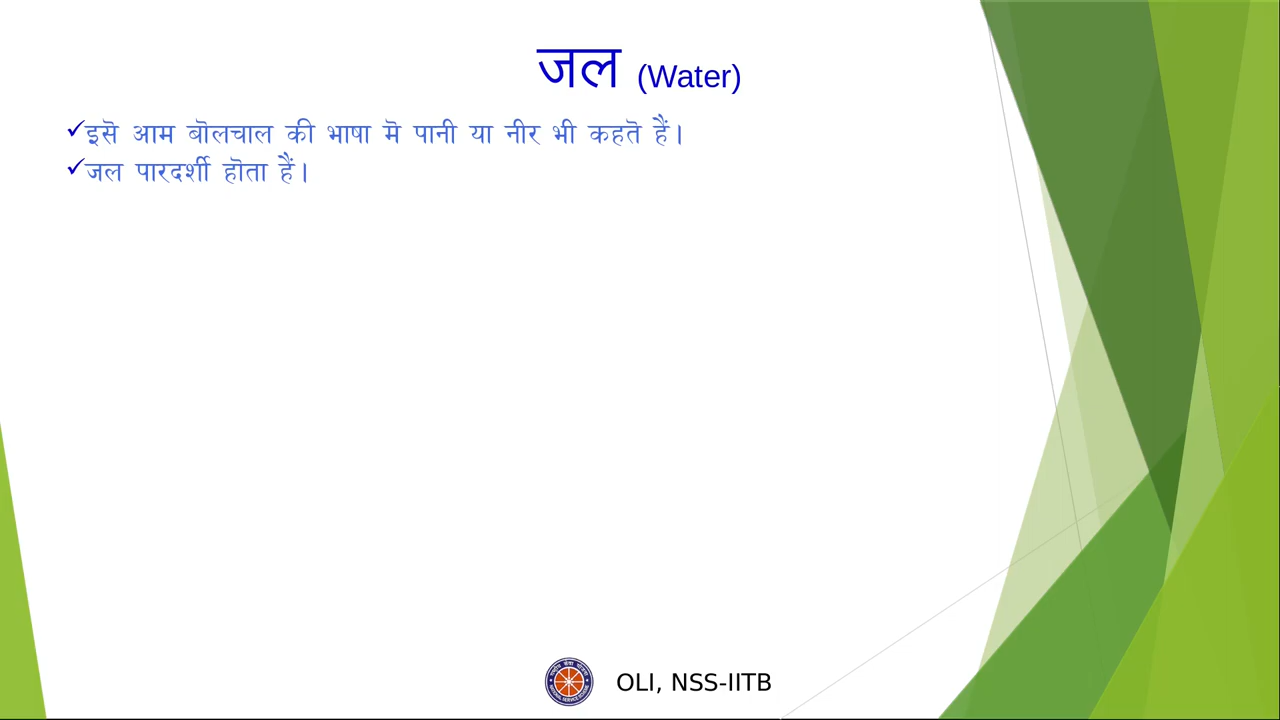 जल (Water)
✓इसॆ आम बॊलचाल की भाषा मॆ पानी या नीर भी कहतॆ हैं।
✓जल पारदर्शी हॊता हैं।
OLI, NSS-IITB